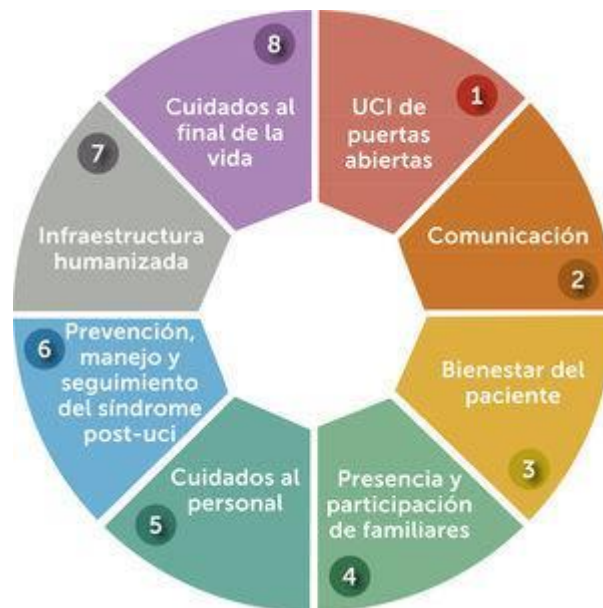 1
UCI de
puertas
abiertas
Comunicación
2
Bienestar del
paciente
3
Presencia y
participación
de familiares
4
Cuidados al
personal
5
6
Prevención,
manejo y
seguimiento
del síndrome
post-uci
7
Infraestructura
humanizada
8
Cuidados al
final de la
vida